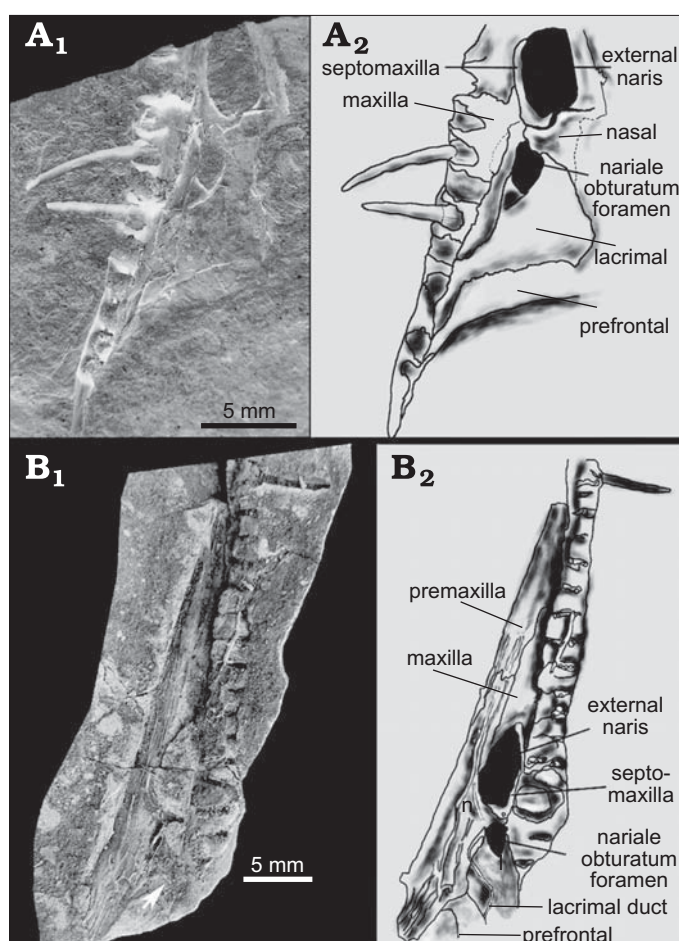 A1
5 mm
A2
septomaxilla
maxilla
external
naris
nasal
nariale
obturatum
foramen
lacrimal
prefrontal
B1
5 mm
B2
premaxilla
maxilla
external
naris
septo-
maxilla
n
nariale
obturatum
foramen
l
lacrimal duct
prefrontal